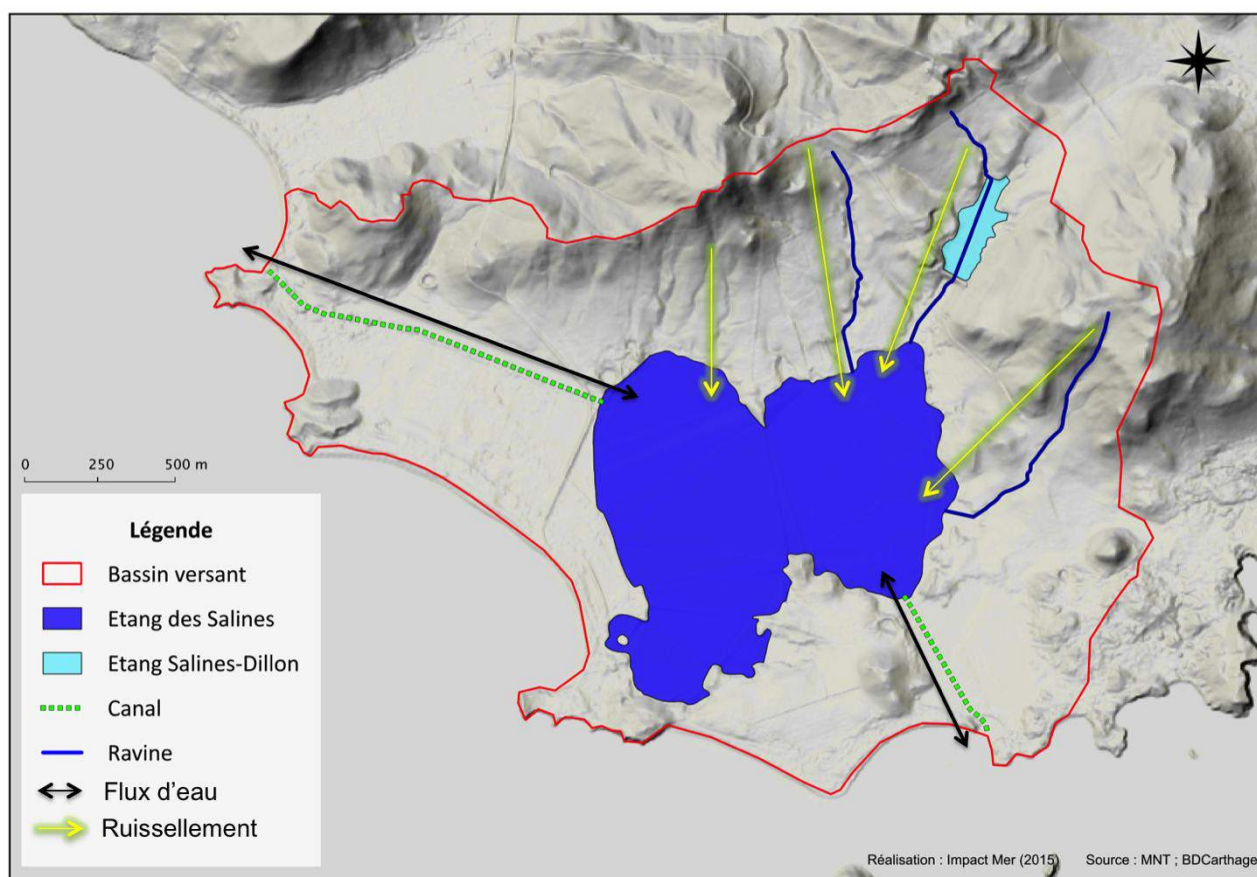 0 250 500 m
Légende
Bassin versant
Etang des Salines
Etang Salines-Dillon
Canal
Ravine
Flux d'eau
Ruissellement
Réalisation : Impact Mer (2015) Source : MNT ; BDCarthage